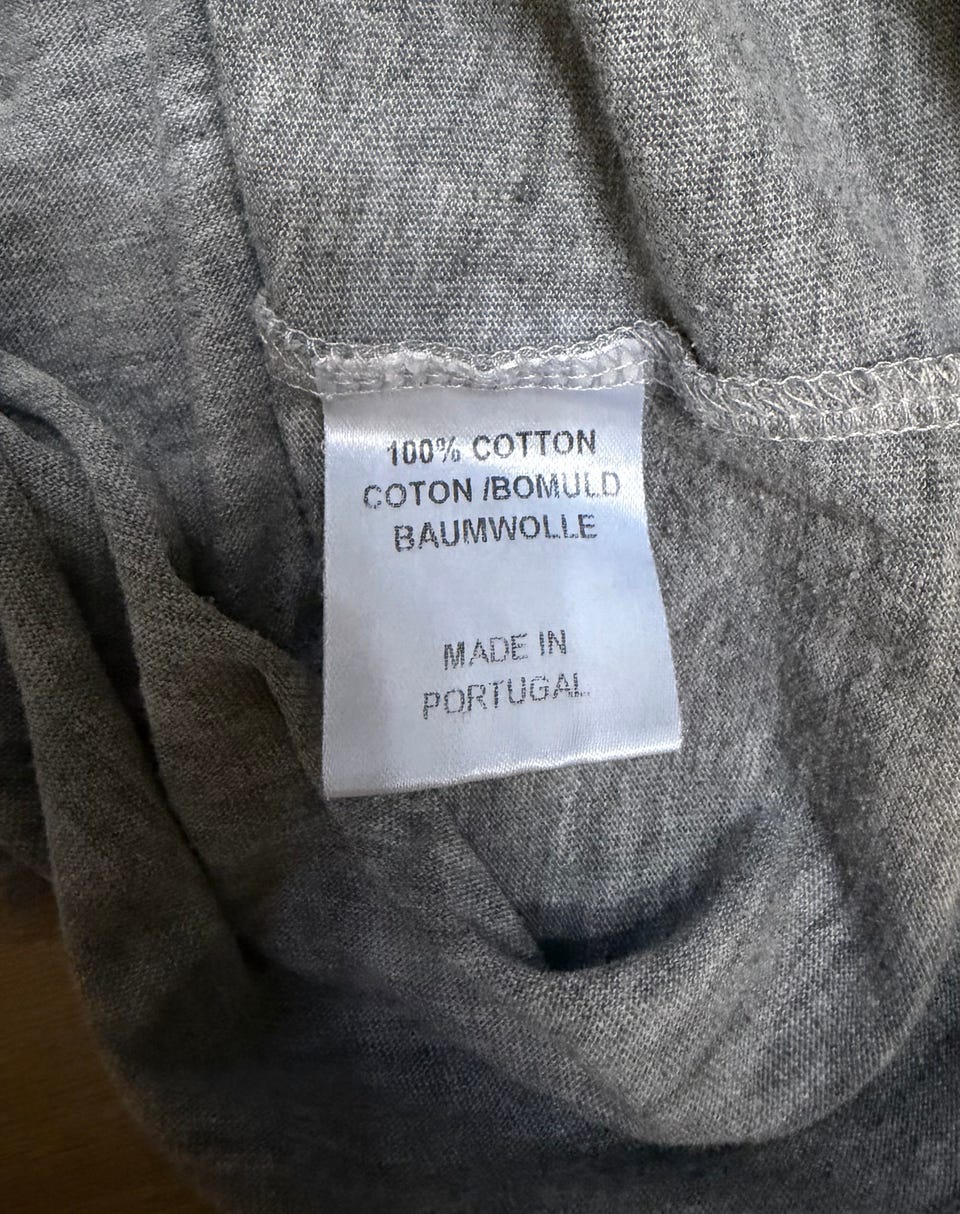 100% COTTON
COTON /BOMULD
BAUMWOLLE
MADE IN
PORTUGAL